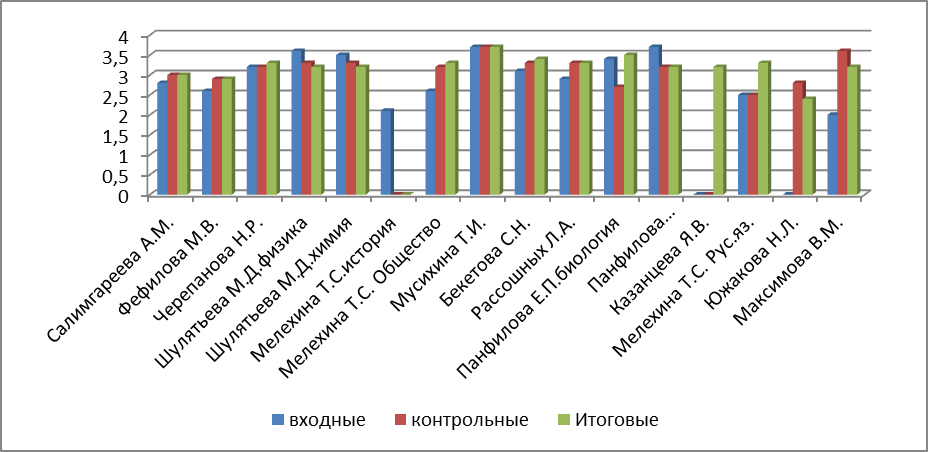 4
3,5
3
2,5
2
1,5
1
0,5
0
Салимгареева А.М.
Фефилова М.В.
Черепанова Н.Р.
Шулятьева М.Д.физика
Шулятьева М.Д.химия
Мелехина Т.С.история
Мелехина Т.С. Общество
Мусихина Т.И.
Бекетова С.Н.
Рассошных Л.А.
Панфилова Е.П.биология
Панфилова...
Казанцева Я.В.
Мелехина Т.С. Рус.яз.
Южакова Н.Л.
Максимова В.М.
входные контрольные Итоговые